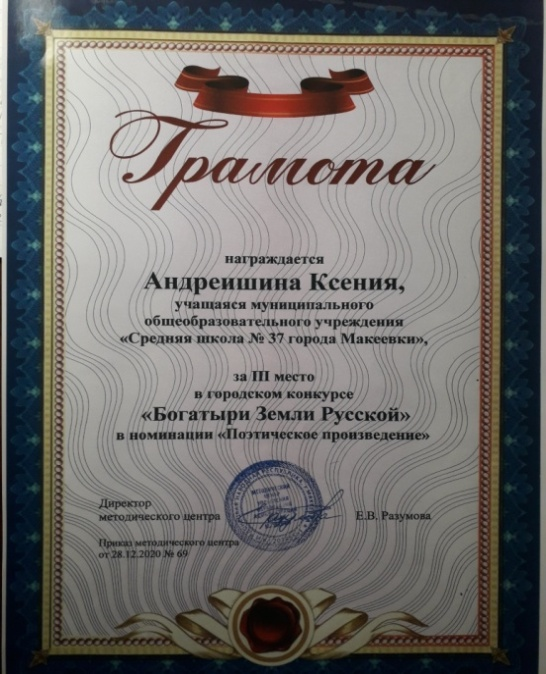 Грамота
награждается
Андреишина Ксения,
учащаяся муниципального
общеобразовательного учреждения
«Средняя школа № 37 города Макеевки»,
за III место
в городском конкурсе
«Богатыри Земли Русской»
в номинации «Поэтическое произведение»
Директор
методического центра
Е.В. Разумова
Приказ методического центра
от 28.12.2020 № 69